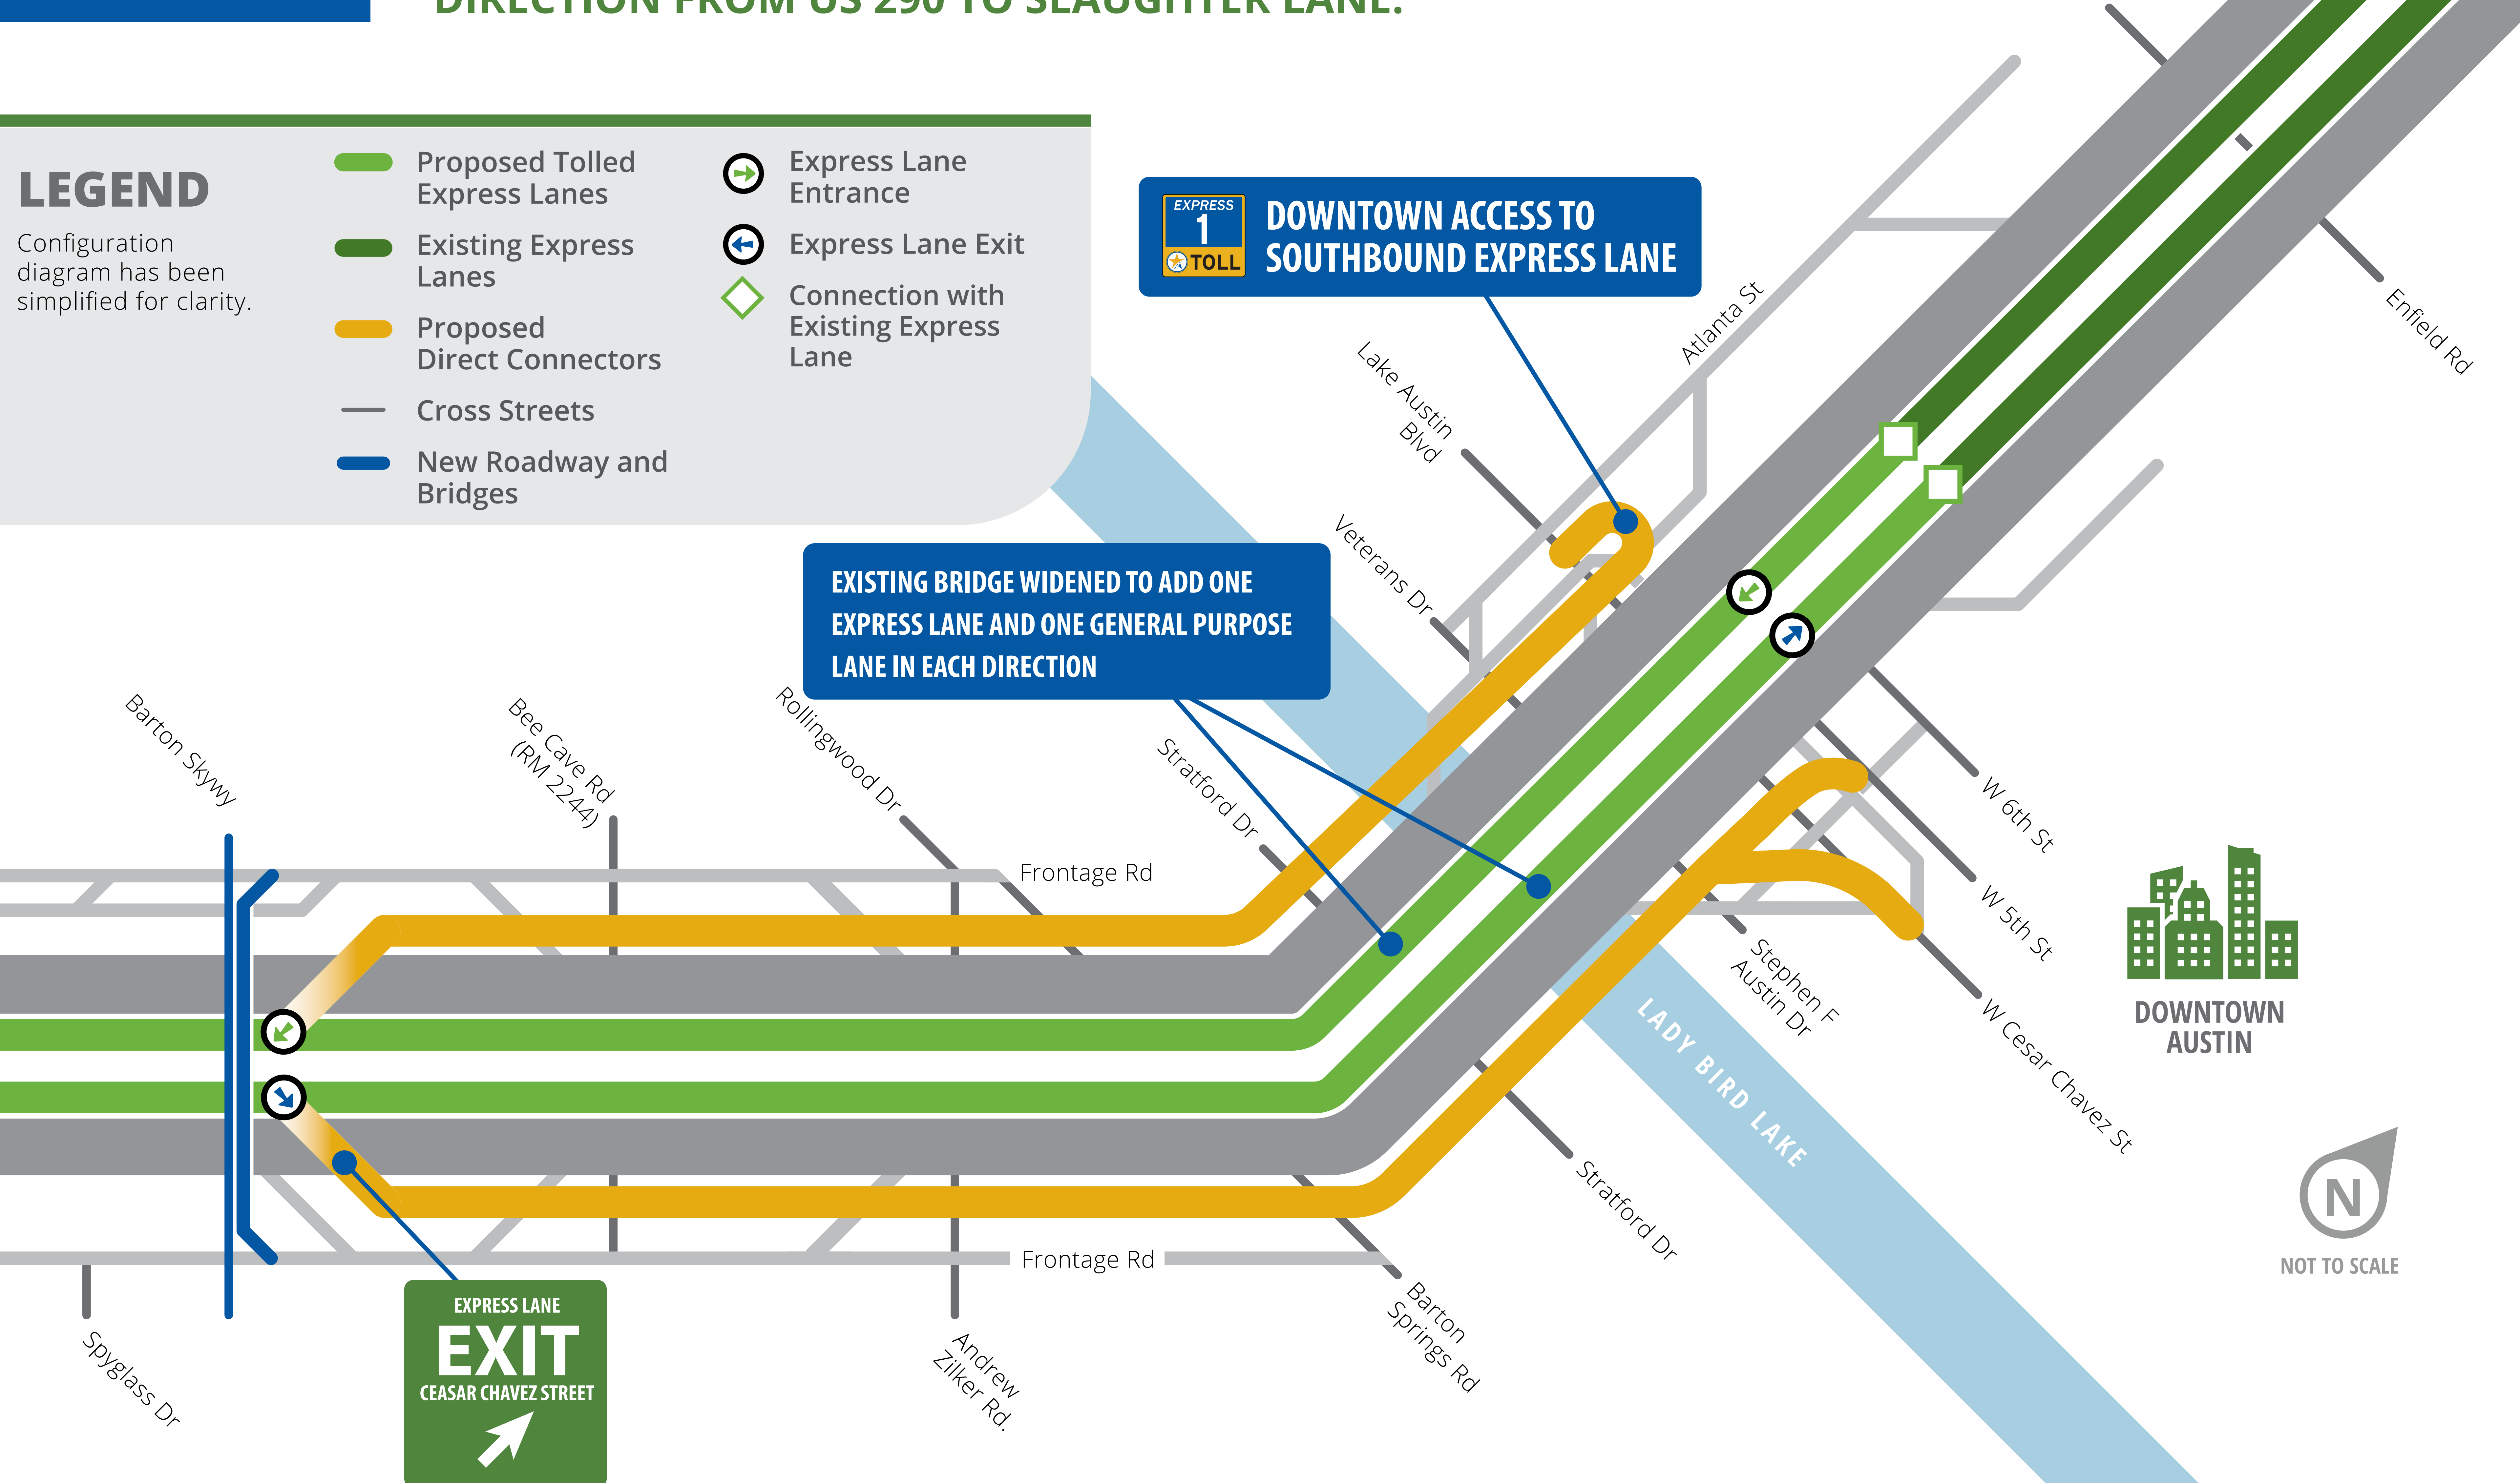 DIRECTION FROM US 290 TO SLAUGHTER LANE.
LEGEND
Configuration
diagram has been
simplified for clarity.
Proposed Tolled
Express Lanes
Existing Express
Lanes
Proposed
Direct Connectors
Cross Streets
New Roadway and
Bridges
Express Lane
Entrance
Express Lane Exit
Connection with
Existing Express
Lane
EXPRESS
1
TOLL
DOWNTOWN ACCESS TO
SOUTHBOUND EXPRESS LANE
EXISTING BRIDGE WIDENED TO ADD ONE
EXPRESS LANE AND ONE GENERAL PURPOSE
LANE IN EACH DIRECTION
Atlanta St
Enfield Rd
Lake Austin
Blvd
Veterans Dr
Barton Skywy
Bee Cave Rd
(RM 2244)
Rollingwood Dr
Stratford Dr
Frontage Rd
W 6th St
W 5th St
Stephen F
Austin Dr
W Cesar Chavez St
DOWNTOWN
AUSTIN
LADY BIRD LAKE
Stratford Dr
N
NOT TO SCALE
Frontage Rd
Barton
Springs Rd
Andrew
Zilker Rd.
Spyglass Dr
EXPRESS LANE
EXIT
CEASAR CHAVEZ STREET